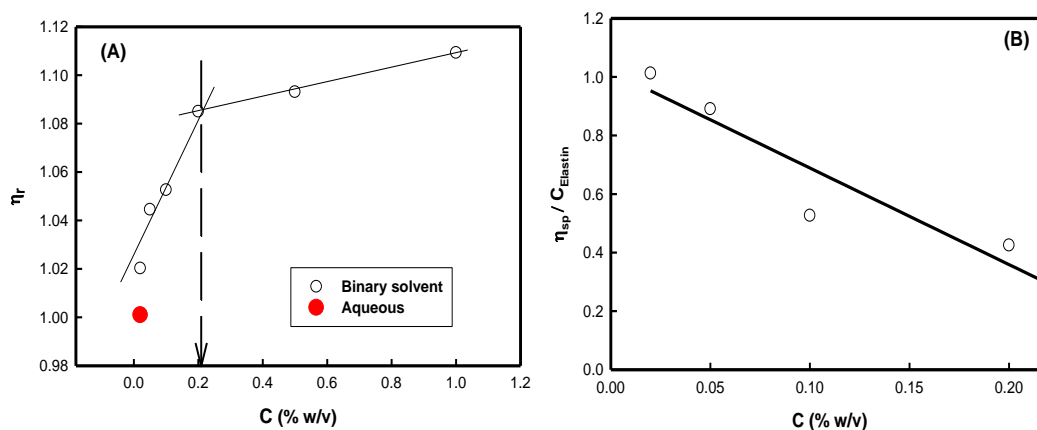 (A)
1.12
1.10
1.08
1.06
1.04
1.02
1.00
0.98
ηr
0.0 0.2 0.4 0.6 0.8 1.0 1.2
C (% w/v)
Binary solvent
Aqueous
(B)
1.2
1.0
0.8
0.6
0.4
0.2
0.0
ηsp / CElastin
0.00 0.05 0.10 0.15 0.20
C (% w/v)